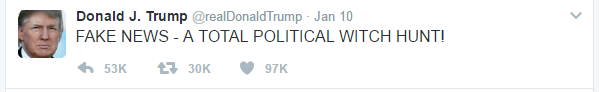 Donald J. Trump @realDonaldTrump · Jan 10
FAKE NEWS - A TOTAL POLITICAL WITCH HUNT!
53K 30K 97K